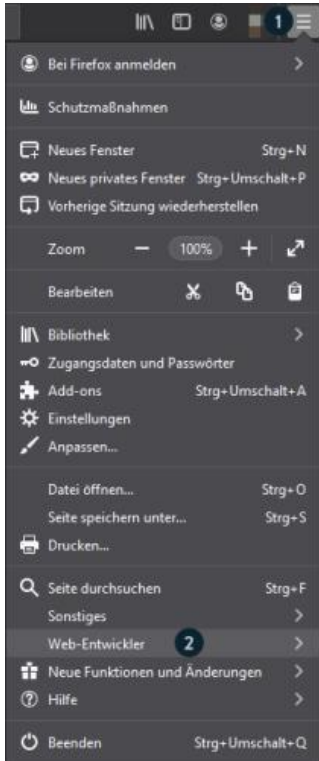 1
Bei Firefox anmelden
Schutzmaßnahmen
Neues Fenster Strg+N
Neues privates Fenster Strg+Umschalt+P
Vorherige Sitzung wiederherstellen
Zoom 100%
Bearbeiten
Bibliothek
Zugangsdaten und Passwörter
Add-ons Strg+Umschalt+A
Einstellungen
Anpassen...
Datei öffnen... Strg+O
Seite speichern unter... Strg+S
Drucken...
Seite durchsuchen Strg+F
Sonstiges
Web-Entwickler 2
Neue Funktionen und Änderungen
Hilfe
Beenden Strg+Umschalt+Q